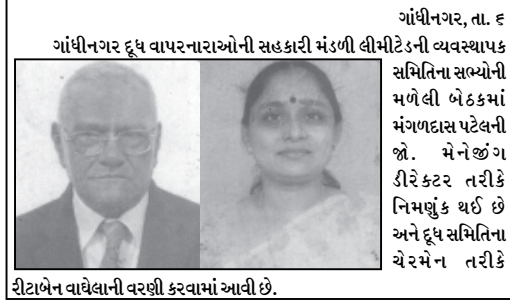 ગાંધીનગર, તા. ૬
ગાંધીનગર દૂધ વાપરનારાઓની સહકારી મંડળી લીમીટેડની વ્યવસ્થાપક
સમિતિના સભ્યોની
મળેલી બેઠકમાં
મંગળદાસ પટેલની
જો. મેનેજીંગ
ડીરેક્ટર તરીકે
નિમણુંક થઈ છે
અને દૂધ સમિતિના
ચેરમેન તરીકે
રીટાબેન વાઘેલાની વરણી કરવામાં આવી છે.